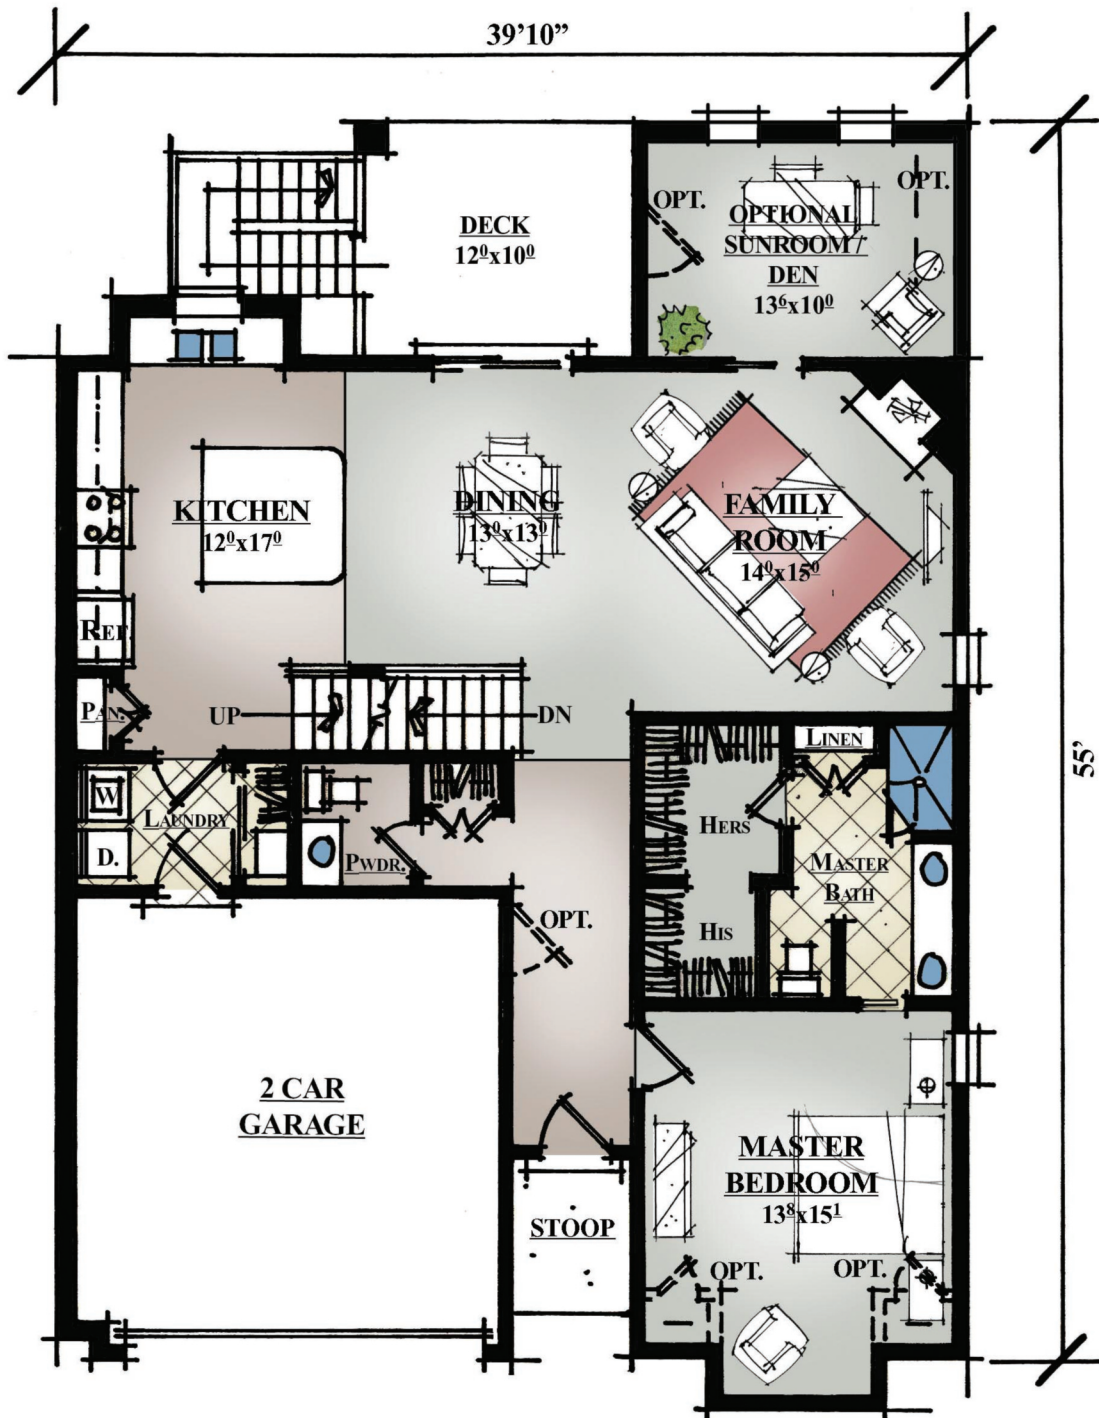 39'10"
55'
DECK
12⁰x10⁰
OPT.
OPT.
OPTIONAL
SUNROOM /
DEN
13⁶x10⁰
KITCHEN
12⁰x17⁰
DINING
13⁰x13⁰
FAMILY
ROOM
14⁰x15⁰
REF.
PAN.
UP
DN
LINEN
W
LAUNDRY
D.
PWDR.
HERS
MASTER
BATH
HIS
OPT.
2 CAR
GARAGE
MASTER
BEDROOM
13⁸x15¹
STOOP
OPT.
OPT.